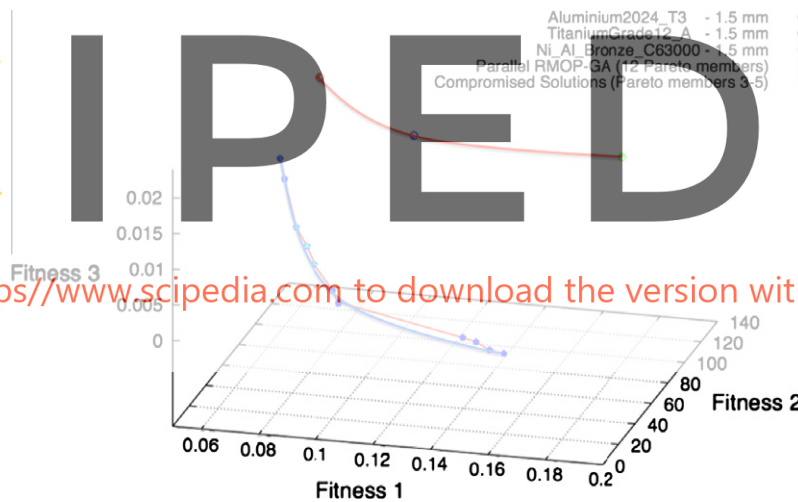 IPED
Aluminium2024_T3 - 1.5 mm
TitaniumGrade12_A - 1.5 mm
Ni_Al_Bronze_C63000 - 1.5 mm
Parallel RMOP-GA (12 Pareto members)
Compromised Solutions (Pareto members 3-5)
0.02
0.015
0.01
Fitness 3
ps//www.scipedia.com to download the version wit
0.005
0
140
120
100
80
60
40
20
0
Fitness 2
0.06 0.08 0.1 0.12 0.14 0.16 0.18 0.2
Fitness 1